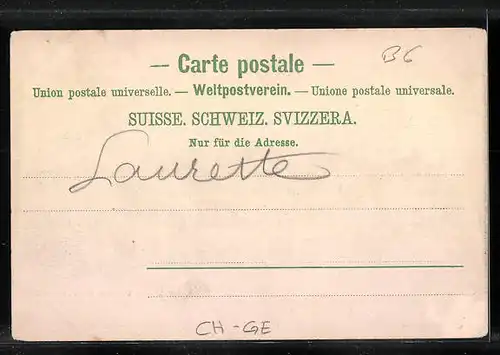 B6
— Carte postale —
Union postale universelle. — Weltpostverein. — Unione postale universale.
SUISSE. SCHWEIZ. SVIZZERA.
Nur für die Adresse.
Laurette
CH - GE